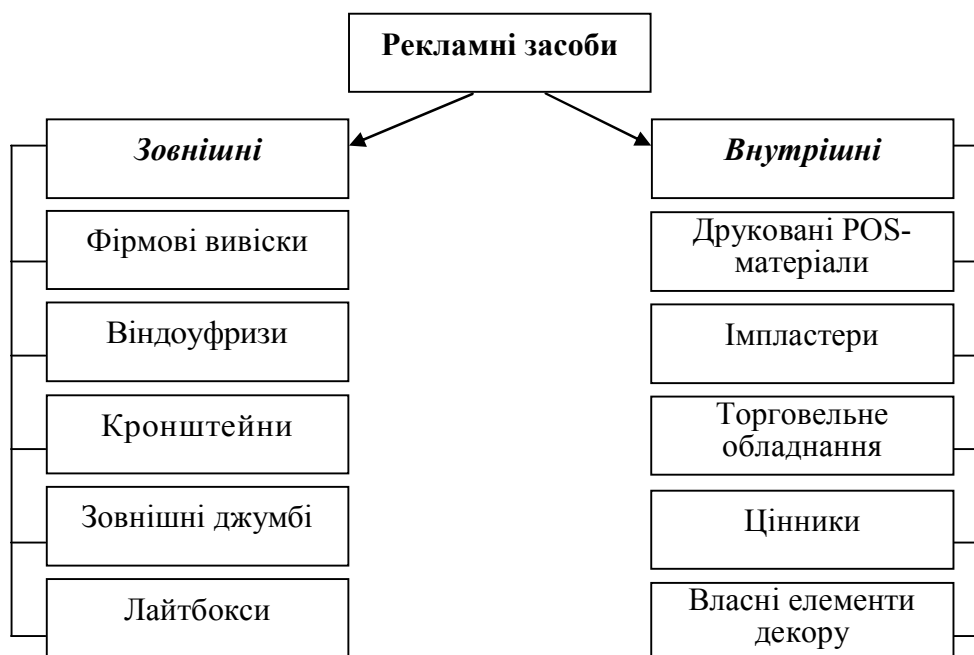 Рекламні засоби
Зовнішні
Фірмові вивіски
Віндоуфризи
Кронштейни
Зовнішні джумбі
Лайтбокси
Внутрішні
Друковані POS-
матеріали
Імпластери
Торговельне
обладнання
Цінники
Власні елементи
декору